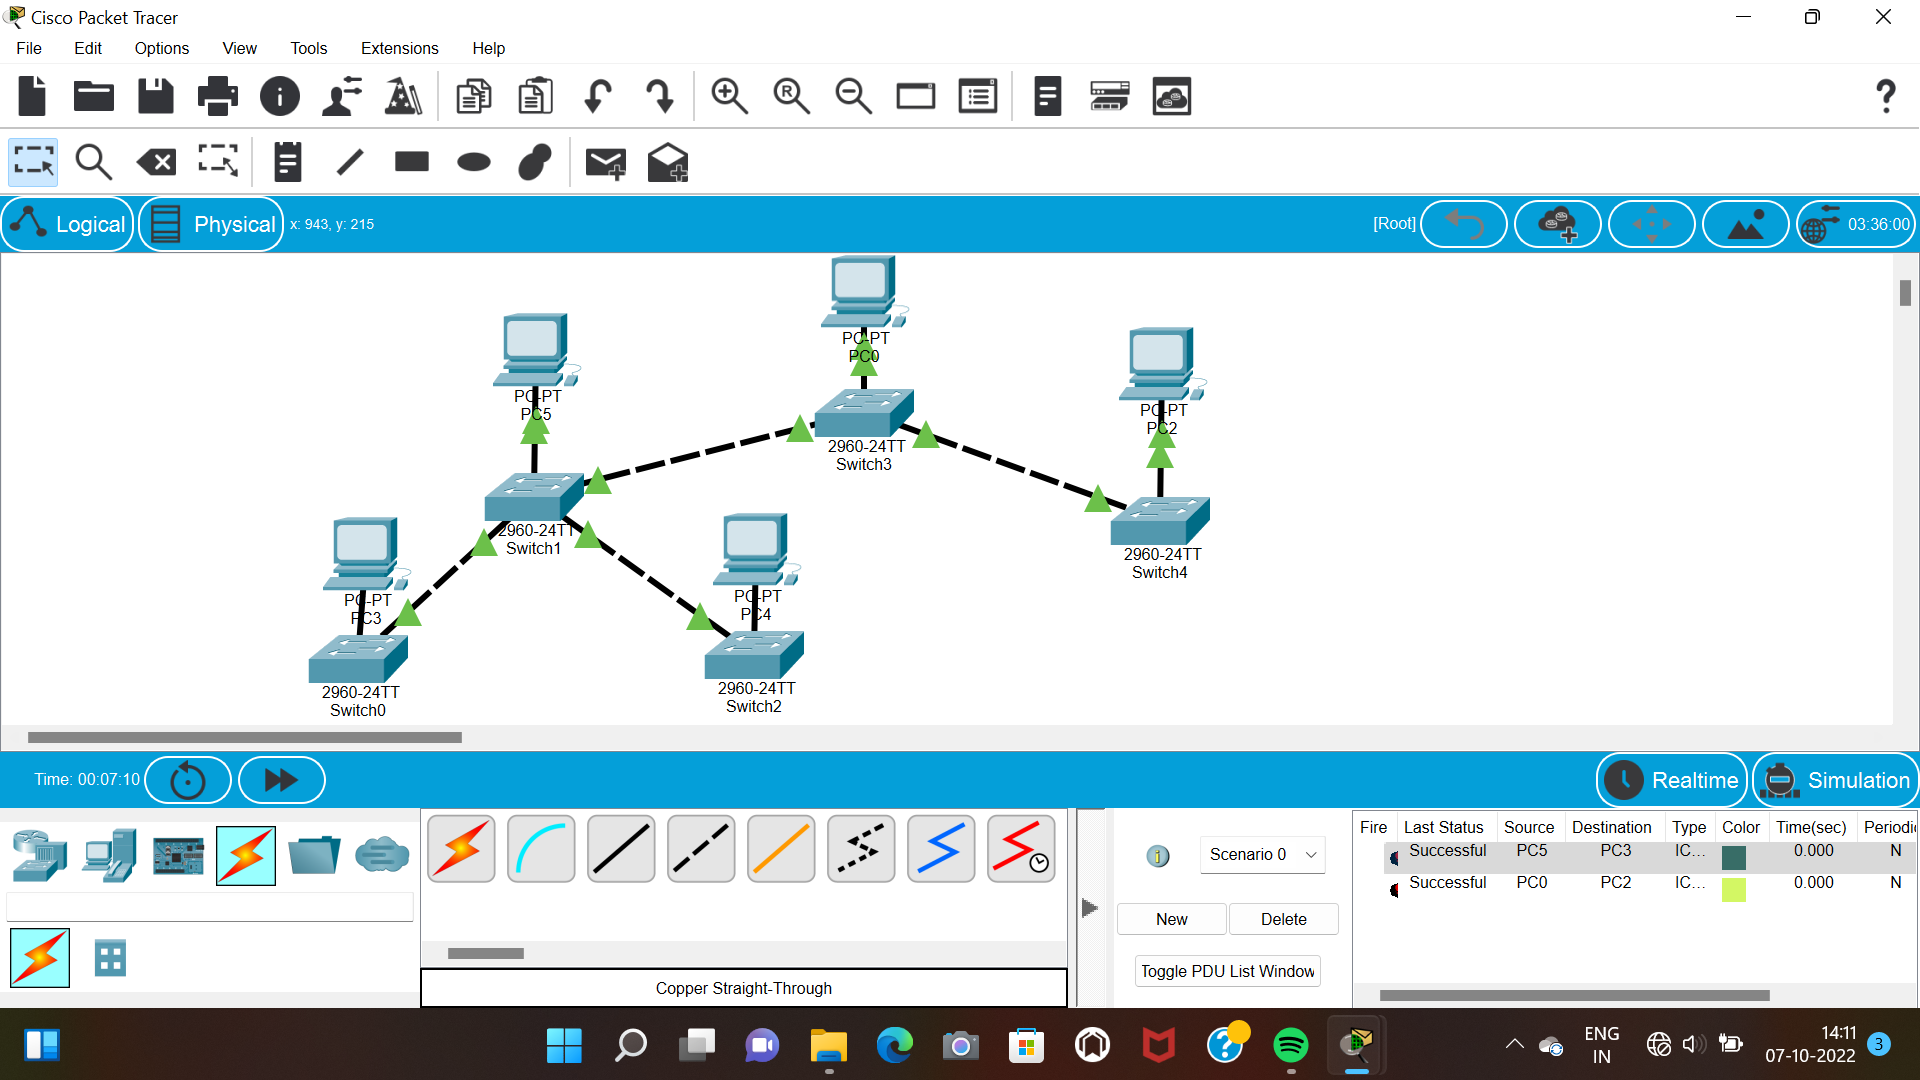 Cisco Packet Tracer
File Edit Options View Tools Extensions Help
Logical Physical x: 943, y: 215 [Root] 03:36:00
PC-PT
PC0
PC-PT
PC5
PC-PT
PC2
2960-24TT
Switch3
2960-24TT
Switch1
2960-24TT
Switch4
PC-PT
PC3
PC-PT
PC4
2960-24TT
Switch0
2960-24TT
Switch2
Time: 00:07:10 Realtime Simulation
Scenario 0
New Delete
Toggle PDU List Window
Fire Last Status Source Destination Type Color Time(sec) Periodi
Successful PC5 PC3 IC... 0.000 N
Successful PC0 PC2 IC... 0.000 N
Copper Straight-Through
ENG
IN
14:11
07-10-2022
3